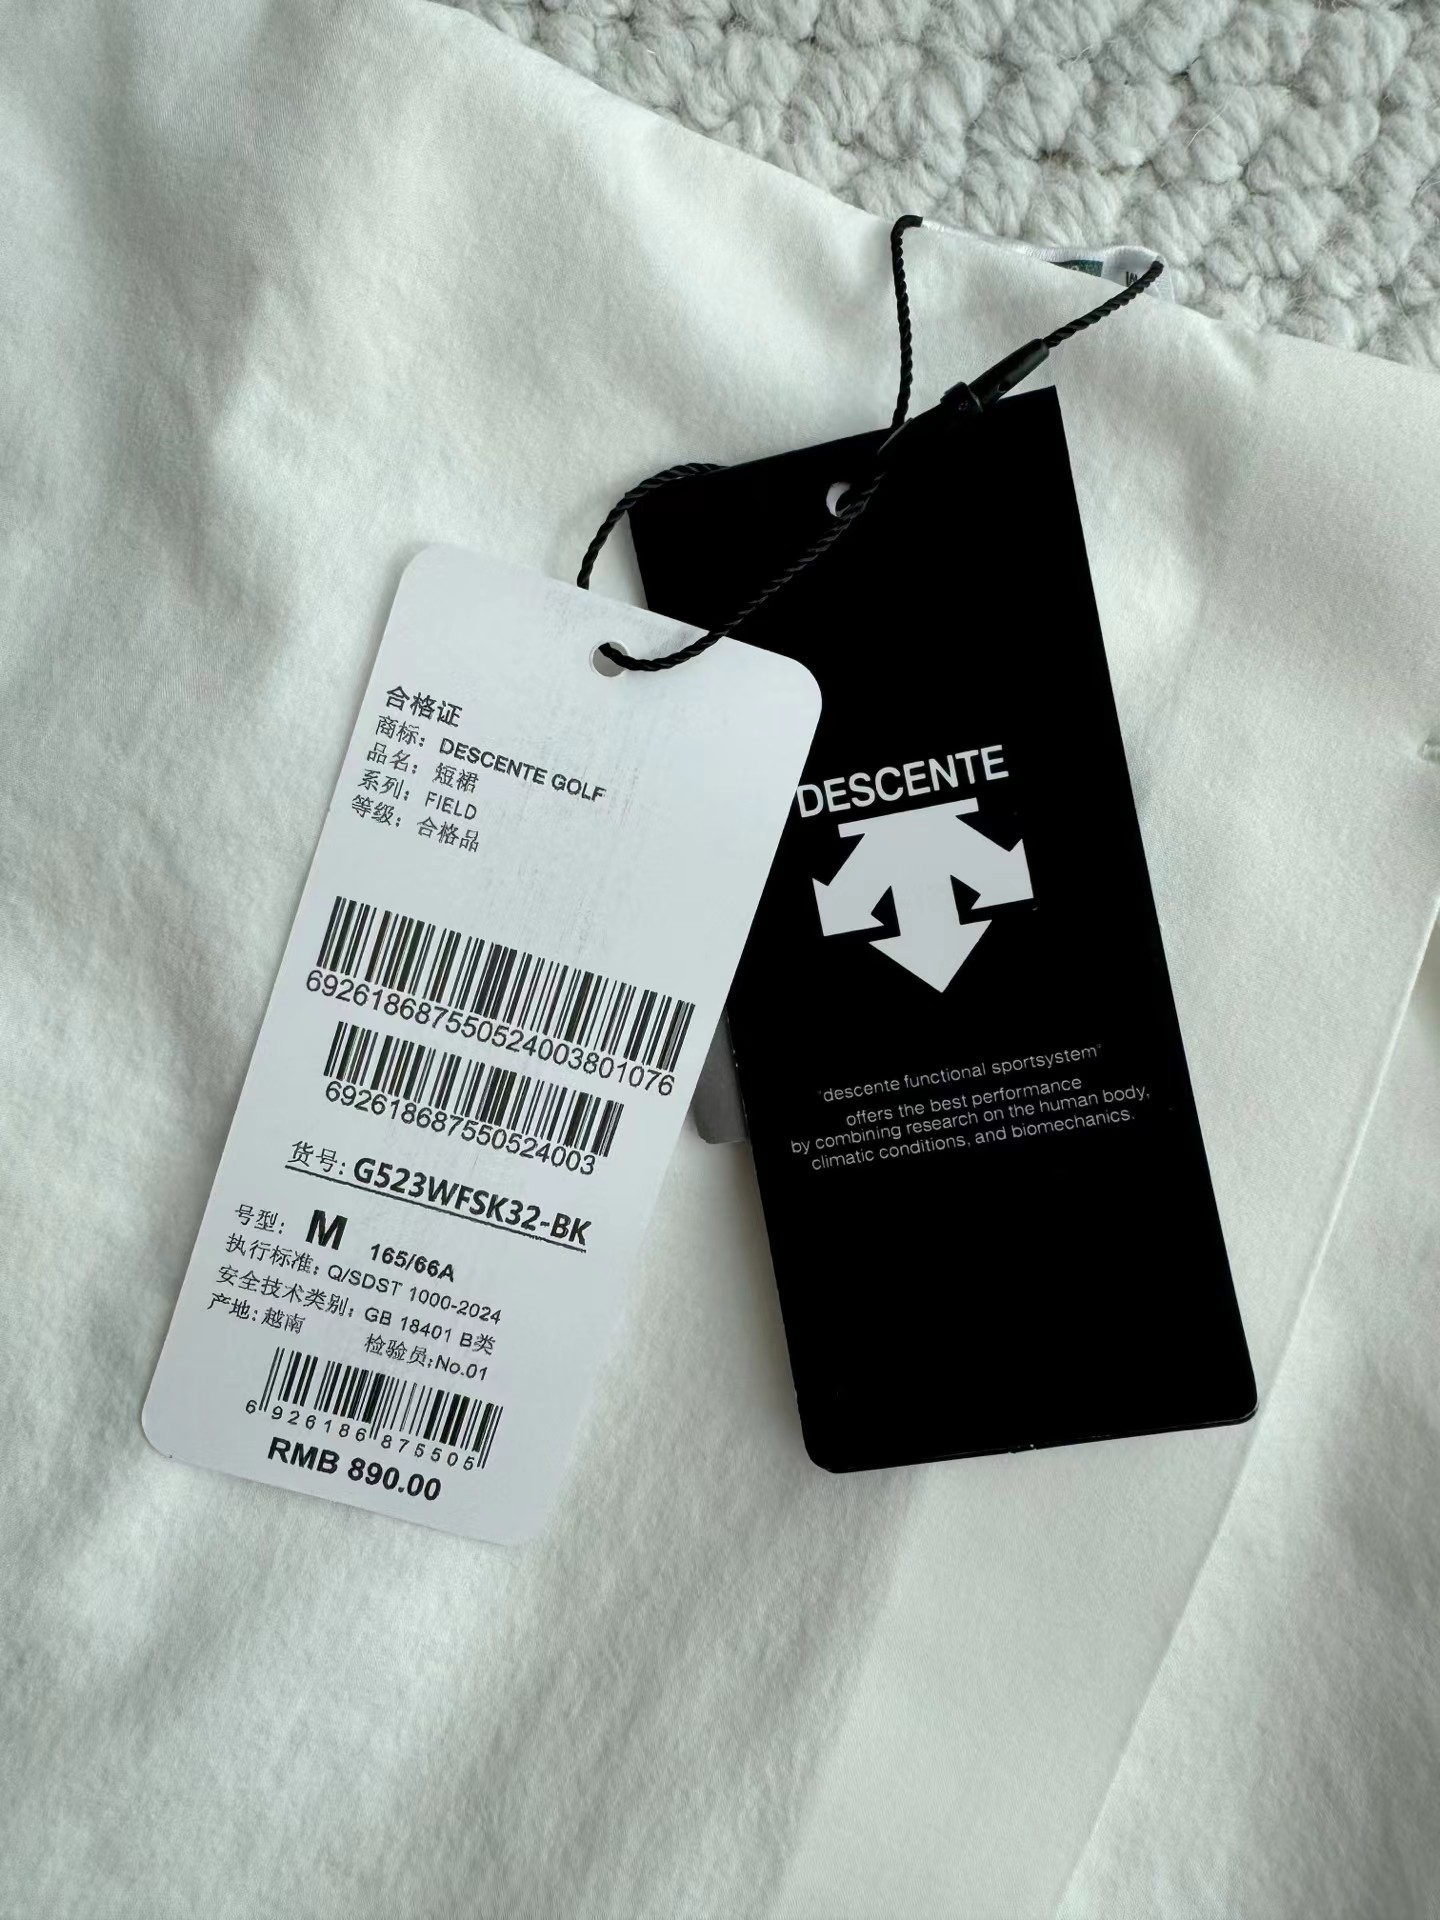 合格证
商标: DESCENTE GOLF
品名: 短裙
系列: FIELD
等级: 合格品
692618687550524003801076
692618687550524003
货号: G523WFSK32-BK
号型: M 165/66A
执行标准: Q/SDST 1000-2024
安全技术类别: GB 18401 B类
产地: 越南 检验员:No.01
6926186875505
RMB 890.00
DESCENTE
"descente functional sportsystem"
offers the best performance
by combining research on the human body,
climatic conditions, and biomechanics.
M